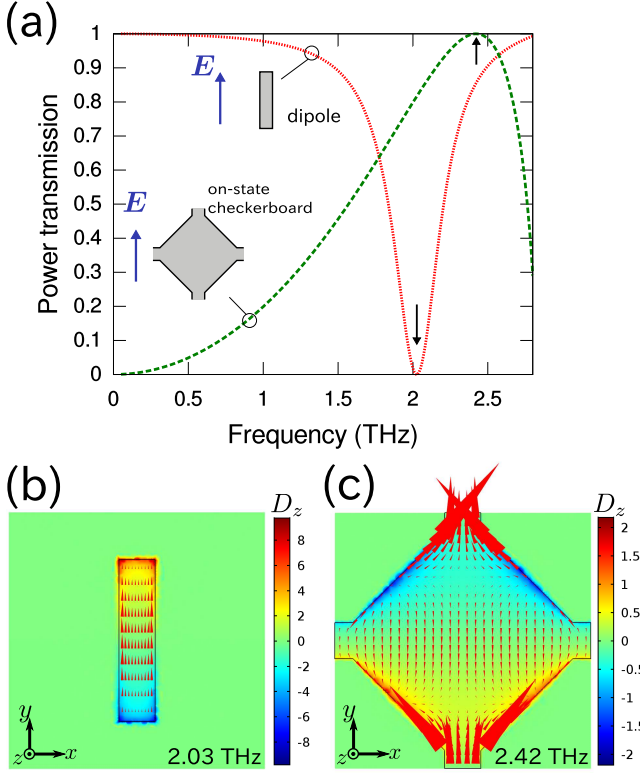 (a)
Power transmission
1
0.9
0.8
0.7
0.6
0.5
0.4
0.3
0.2
0.1
0
E
dipole
on-state
checkerboard
E
0 0.5 1 1.5 2 2.5
Frequency (THz)
(b)
D_z
8
6
4
2
0
-2
-4
-6
-8
y
z x
2.03 THz
(c)
D_z
2
1.5
1
0.5
0
-0.5
-1
-1.5
-2
y
z x
2.42 THz